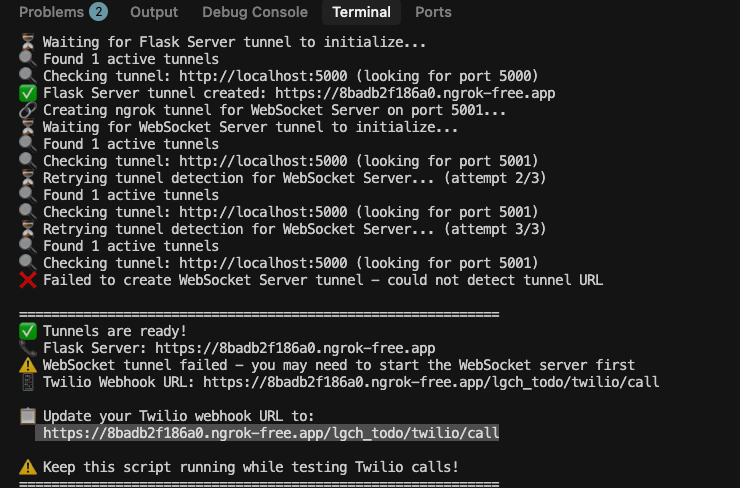 Problems 2 Output Debug Console Terminal Ports
⏳ Waiting for Flask Server tunnel to initialize...
🔍 Found 1 active tunnels
🔍 Checking tunnel: http://localhost:5000 (looking for port 5000)
✅ Flask Server tunnel created: https://8badb2f186a0.ngrok-free.app
🔗 Creating ngrok tunnel for WebSocket Server on port 5001...
⏳ Waiting for WebSocket Server tunnel to initialize...
🔍 Found 1 active tunnels
🔍 Checking tunnel: http://localhost:5000 (looking for port 5001)
⏳ Retrying tunnel detection for WebSocket Server... (attempt 2/3)
🔍 Found 1 active tunnels
🔍 Checking tunnel: http://localhost:5000 (looking for port 5001)
⏳ Retrying tunnel detection for WebSocket Server... (attempt 3/3)
🔍 Found 1 active tunnels
🔍 Checking tunnel: http://localhost:5000 (looking for port 5001)
❌ Failed to create WebSocket Server tunnel - could not detect tunnel URL
============================================================
✅ Tunnels are ready!
📞 Flask Server: https://8badb2f186a0.ngrok-free.app
⚠️ WebSocket tunnel failed - you may need to start the WebSocket server first
📱 Twilio Webhook URL: https://8badb2f186a0.ngrok-free.app/lgch_todo/twilio/call
📋 Update your Twilio webhook URL to:
https://8badb2f186a0.ngrok-free.app/lgch_todo/twilio/call
⚠️ Keep this script running while testing Twilio calls!
============================================================